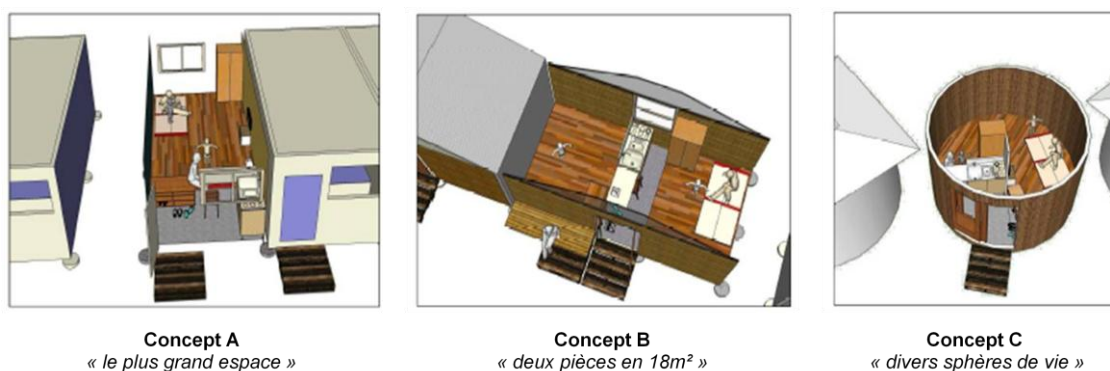 Concept A
« le plus grand espace »
Concept B
« deux pièces en 18m² »
Concept C
« divers sphères de vie »